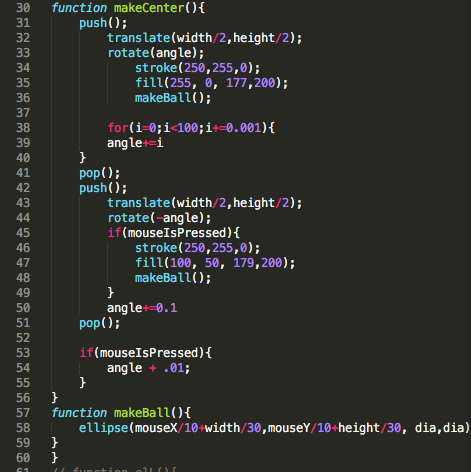 30 function makeCenter(){
31 push();
32 translate(width/2,height/2);
33 rotate(angle);
34 stroke(250,255,0);
35 fill(255, 0, 177,200);
36 makeBall();
37
38 for(i=0;i<100;i+=0.001){
39 angle+=i
40 }
41 pop();
42 push();
43 translate(width/2,height/2);
44 rotate(-angle);
45 if(mouseIsPressed){
46 stroke(250,255,0);
47 fill(100, 50, 179,200);
48 makeBall();
49 }
50 angle+=0.1
51 pop();
52
53 if(mouseIsPressed){
54 angle + .01;
55 }
56 }
57 function makeBall(){
58 ellipse(mouseX/10+width/30,mouseY/10+height/30, dia,dia)
59 }
60 }